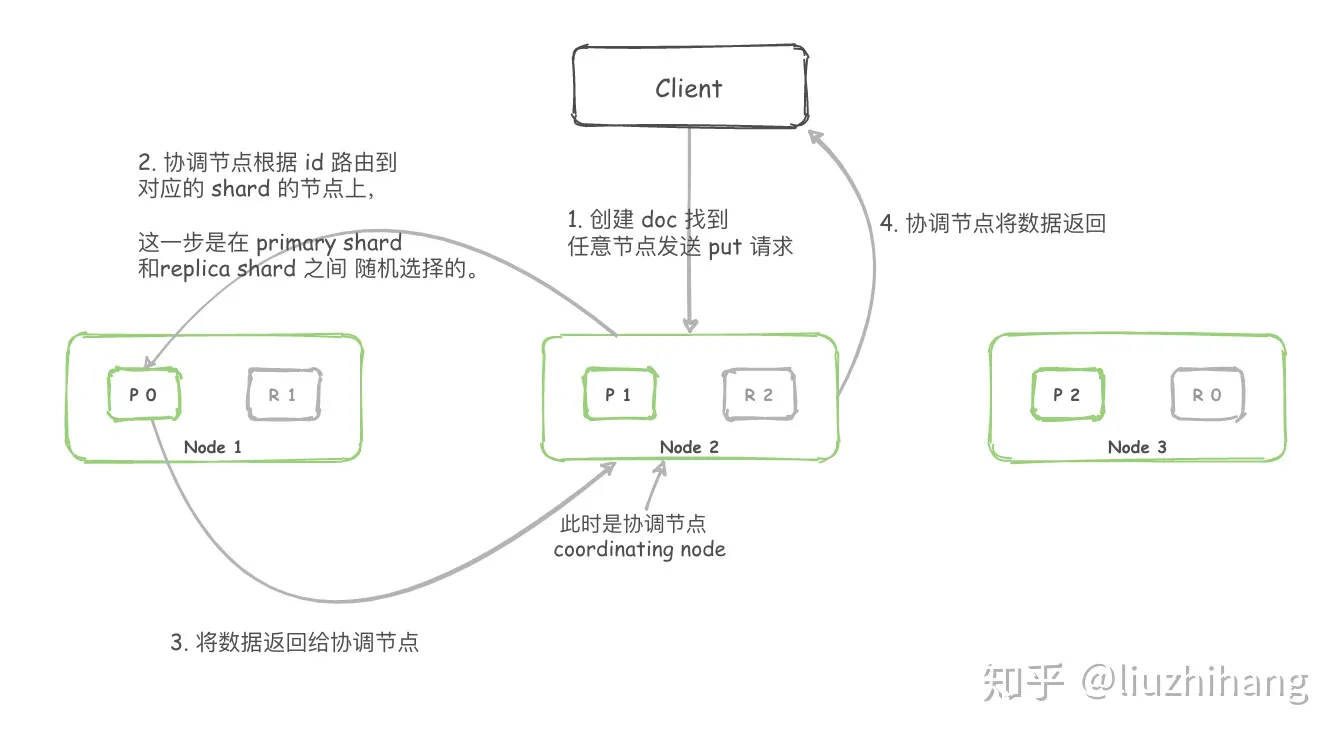 Client
2. 协调节点根据 id 路由到
对应的 shard 的节点上，
这一步是在 primary shard
和replica shard 之间 随机选择的。
1. 创建 doc 找到
任意节点发送 put 请求
4. 协调节点将数据返回
P 0
R 1
Node 1
P 1
R 2
Node 2
P 2
R 0
Node 3
此时是协调节点
coordinating node
3. 将数据返回给协调节点
知乎 @liuzhihang